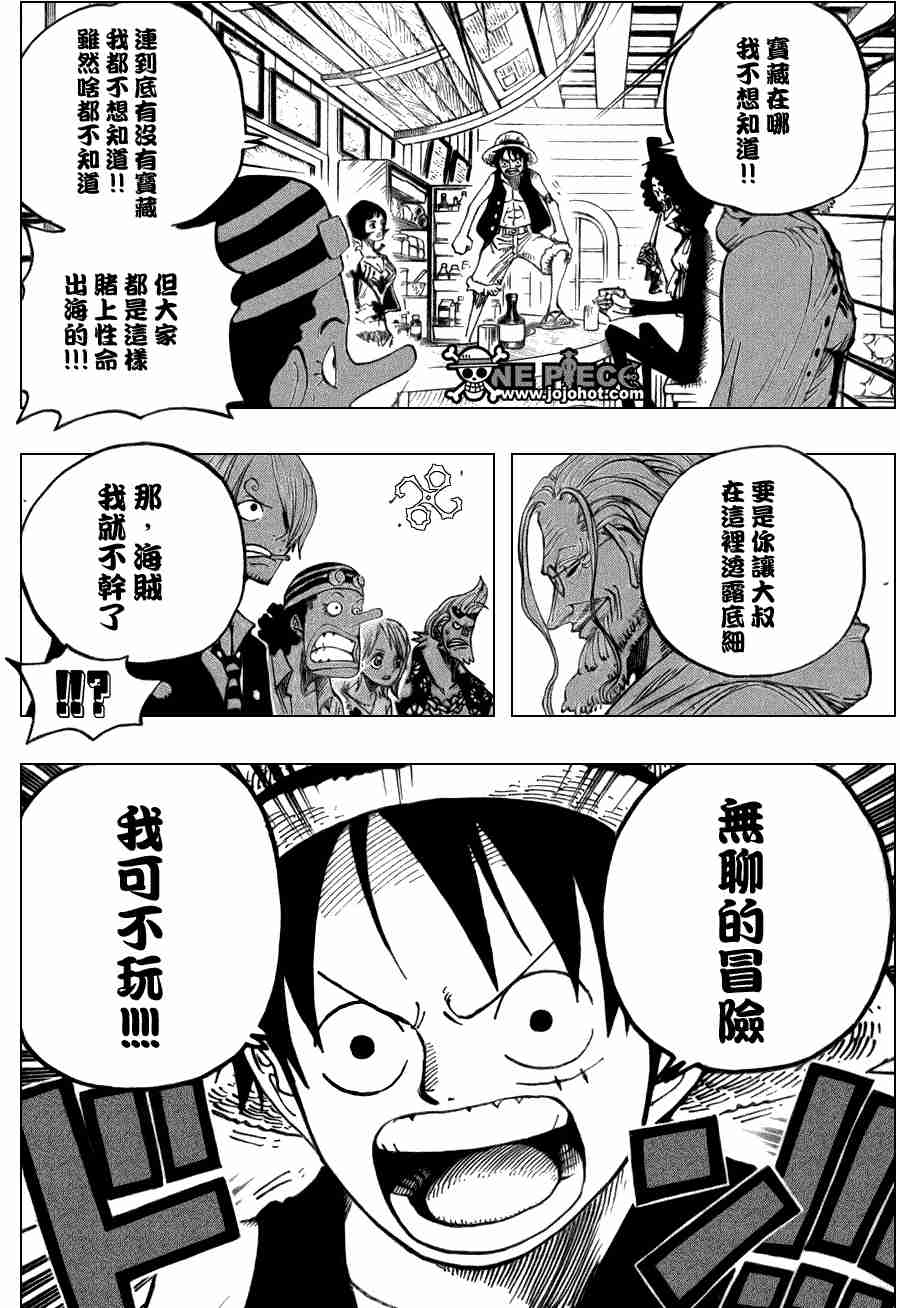 寶藏在哪
我不想知道!!
連到底有沒有寶藏
我都不想知道!!
雖然啥都不知道
但大家
都是這樣
賭上性命
出海的!!!
ONE PIECE
www.jojohot.com
要是你讓大叔
在這裡透露底細
那，海賊
我就不幹了
!!?
無聊的冒險
我可不玩!!!!
ドン